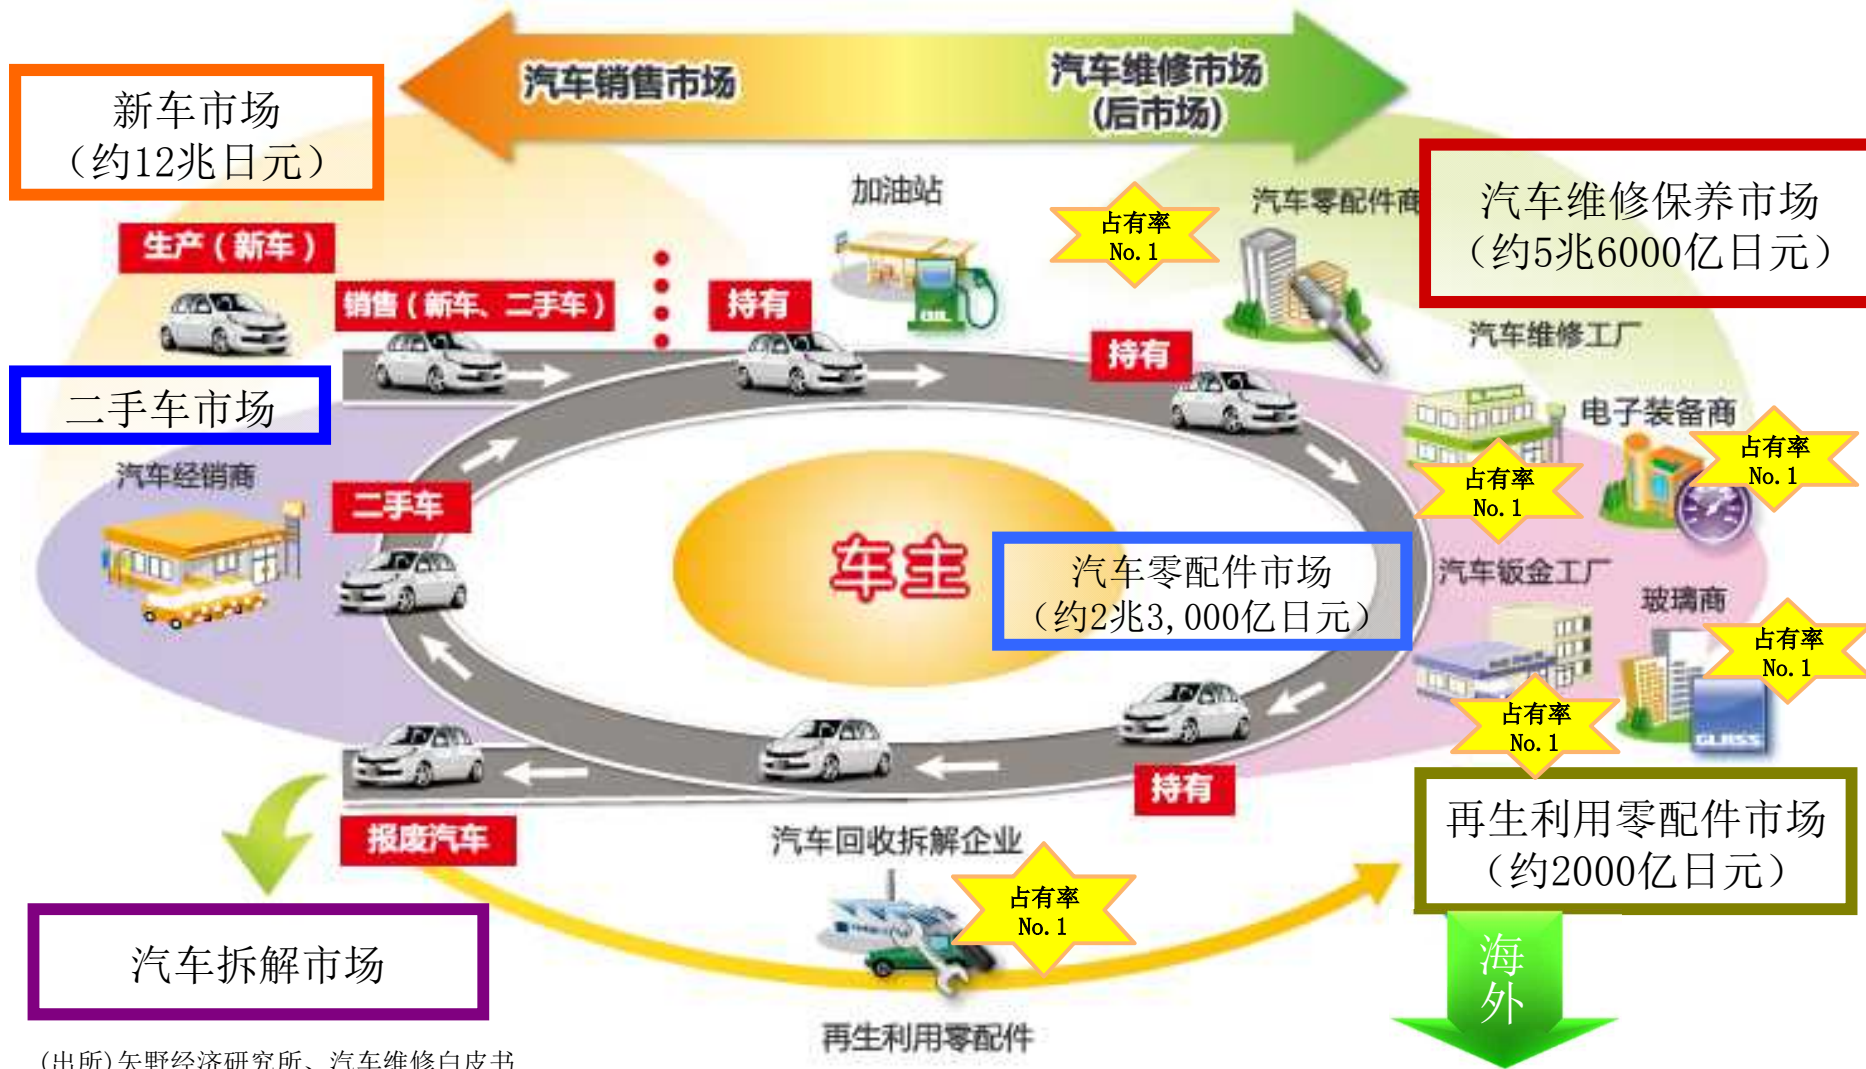 汽车销售市场
汽车维修市场
(后市场)
新车市场
（约12兆日元）
加油站
占有率
No.1
汽车零配件商
汽车维修保养市场
（约5兆6000亿日元）
生产（新车）
销售（新车、二手车）
持有
持有
汽车维修工厂
二手车市场
电子装备商
占有率
No.1
占有率
No.1
汽车经销商
二手车
车主
汽车零配件市场
（约2兆3,000亿日元）
汽车钣金工厂
玻璃商
占有率
No.1
占有率
No.1
GLASS
OIL
持有
报废汽车
汽车回收拆解企业
占有率
No.1
再生利用零配件市场
（约2000亿日元）
汽车拆解市场
海外
再生利用零配件
(出所)矢野经济研究所、汽车维修白皮书